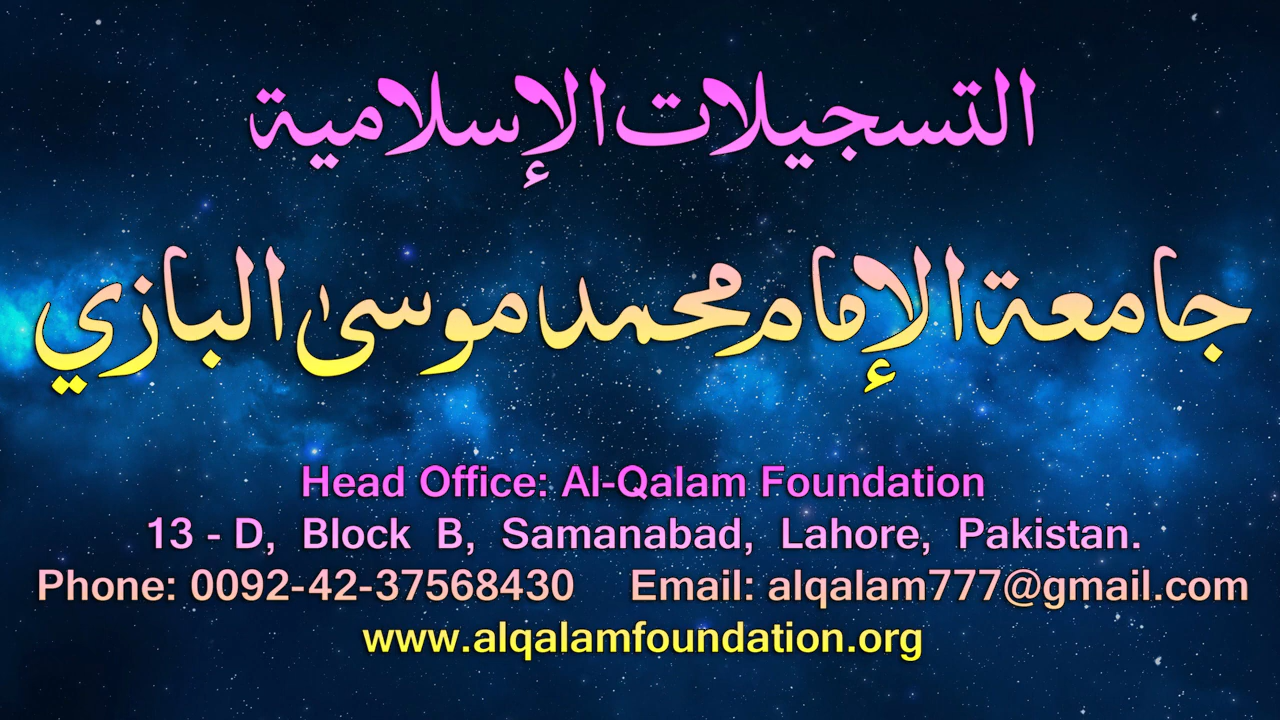 التسجيلات الإسلامية
جامعة الإمام محمد موسىٰ البازي
Head Office: Al-Qalam Foundation
13 - D, Block B, Samanabad, Lahore, Pakistan.
Phone: 0092-42-37568430 Email: alqalam777@gmail.com
www.alqalamfoundation.org